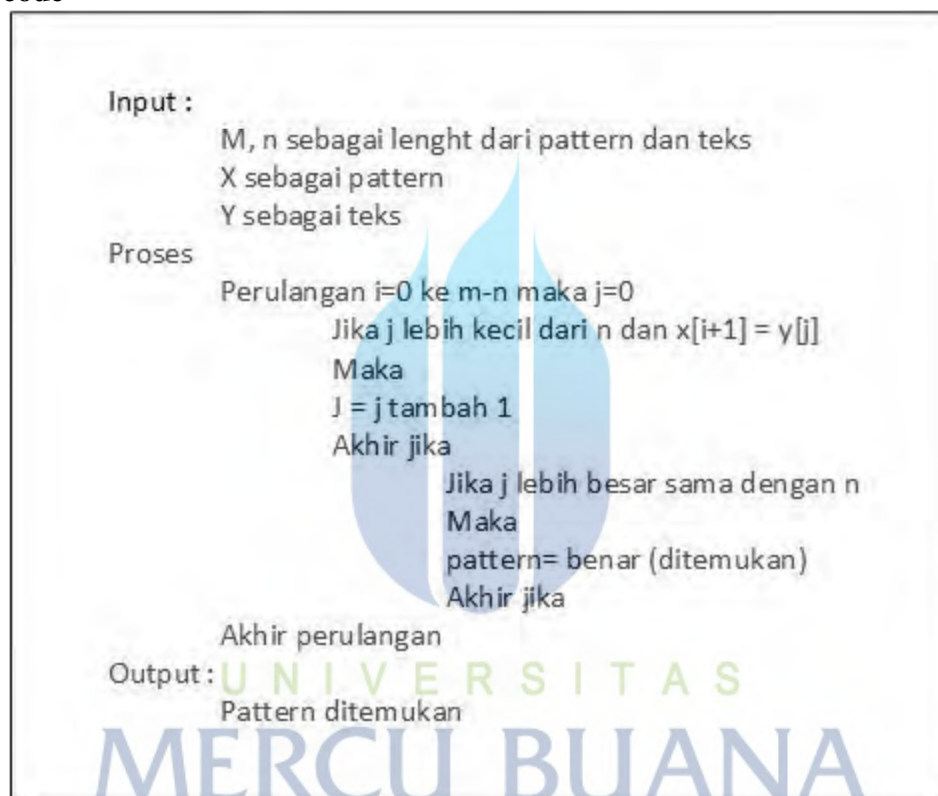 Input :
M, n sebagai lenght dari pattern dan teks
X sebagai pattern
Y sebagai teks
Proses
Perulangan i=0 ke m-n maka j=0
Jika j lebih kecil dari n dan x[i+1] = y[j]
Maka
J = j tambah 1
Akhir jika
Jika j lebih besar sama dengan n
Maka
pattern= benar (ditemukan)
Akhir jika
Akhir perulangan
Output :
Pattern ditemukan
UNIVERSITAS
MERCU BUANA